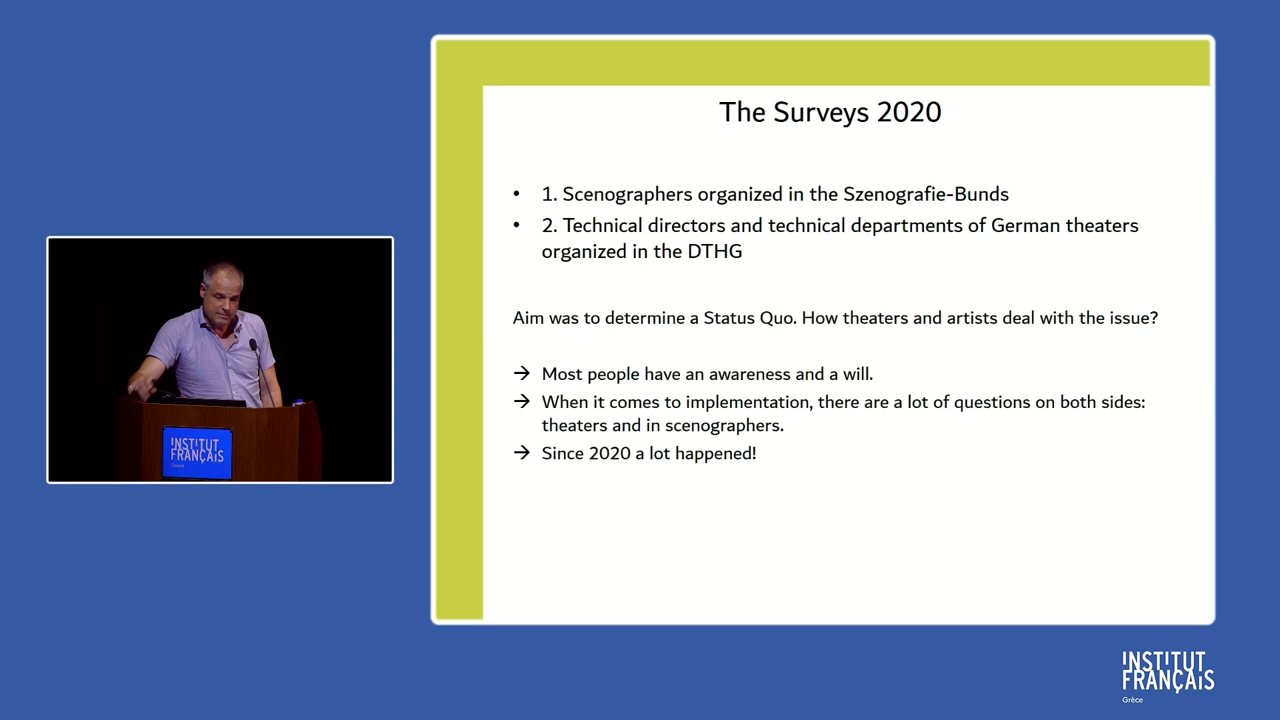 The Surveys 2020
• 1. Scenographers organized in the Szenografie-Bunds
• 2. Technical directors and technical departments of German theaters
organized in the DTHG
Aim was to determine a Status Quo. How theaters and artists deal with the issue?
→ Most people have an awareness and a will.
→ When it comes to implementation, there are a lot of questions on both sides:
theaters and in scenographers.
→ Since 2020 a lot happened!
INSTITUT
FRANÇAIS
Grèce
INSTITUT
FRANÇAIS
Grèce